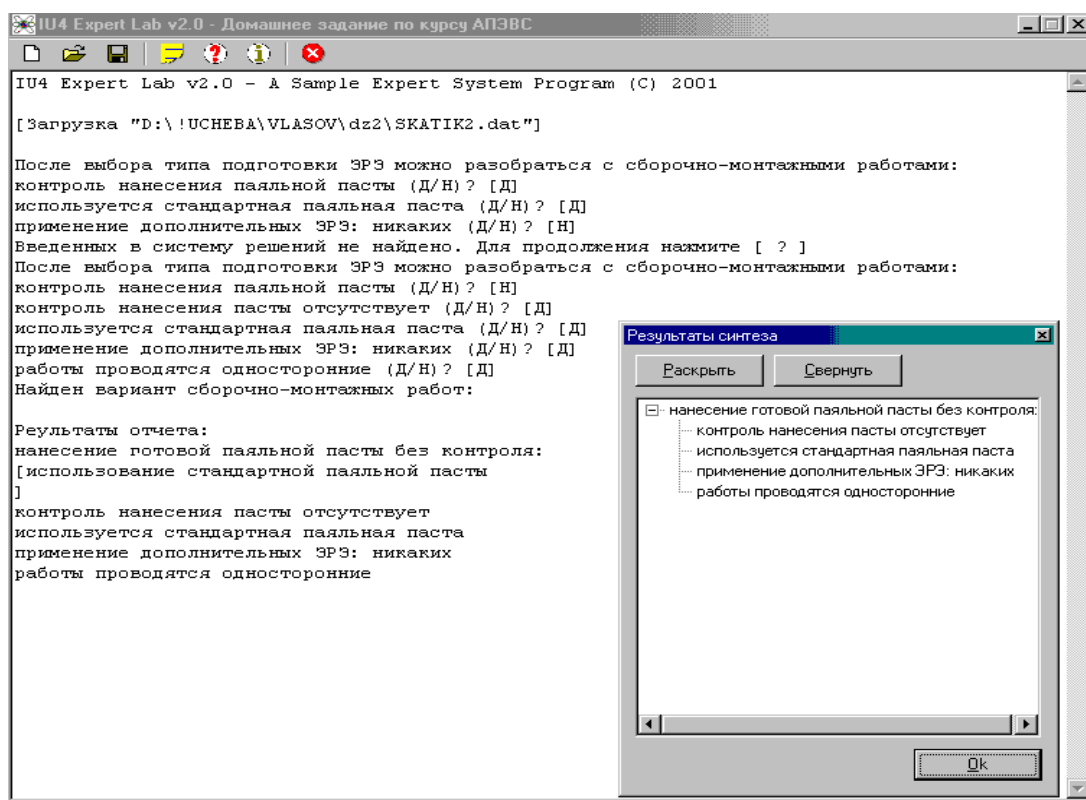 IU4 Expert Lab v2.0 - Домашнее задание по курсу АПЭВС
IU4 Expert Lab v2.0 - A Sample Expert System Program (C) 2001
[Загрузка "D:\!UCHEBA\VLASOV\dz2\SKATIK2.dat"]
После выбора типа подготовки ЭРЭ можно разобраться с сборочно-монтажными работами:
контроль нанесения паяльной пасты (Д/Н)? [Д]
используется стандартная паяльная паста (Д/Н)? [Д]
применение дополнительных ЭРЭ: никаких (Д/Н)? [Н]
Введенных в систему решений не найдено. Для продолжения нажмите [ ? ]
После выбора типа подготовки ЭРЭ можно разобраться с сборочно-монтажными работами:
контроль нанесения паяльной пасты (Д/Н)? [Н]
контроль нанесения пасты отсутствует (Д/Н)? [Д]
используется стандартная паяльная паста (Д/Н)? [Д]
применение дополнительных ЭРЭ: никаких (Д/Н)? [Д]
работы проводятся односторонние (Д/Н)? [Д]
Найден вариант сборочно-монтажных работ:
Реультаты отчета:
нанесение готовой паяльной пасты без контроля:
[использование стандартной паяльной пасты
]
контроль нанесения пасты отсутствует
используется стандартная паяльная паста
применение дополнительных ЭРЭ: никаких
работы проводятся односторонние
Результаты синтеза
Раскрыть Свернуть
нанесение готовой паяльной пасты без контроля:
контроль нанесения пасты отсутствует
используется стандартная паяльная паста
применение дополнительных ЭРЭ: никаких
работы проводятся односторонние
Ok